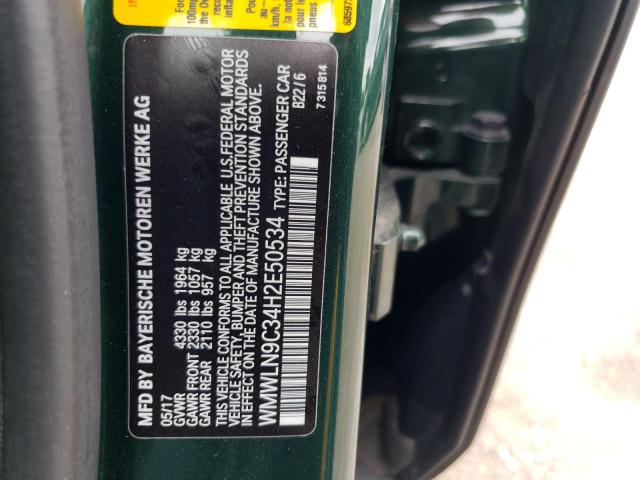 MFD BY BAYERISCHE MOTOREN WERKE AG
05/17
GVWR 4330 lbs 1964 kg
GAWR FRONT 2330 lbs 1057 kg
GAWR REAR 2110 lbs 957 kg
THIS VEHICLE CONFORMS TO ALL APPLICABLE U.S.FEDERAL MOTOR
VEHICLE SAFETY, BUMPER AND THEFT PREVENTION STANDARDS
IN EFFECT ON THE DATE OF MANUFACTURE SHOWN ABOVE.
WMWLN9C34H2E50534 TYPE: PASSENGER CAR
B22/6
7 315 814